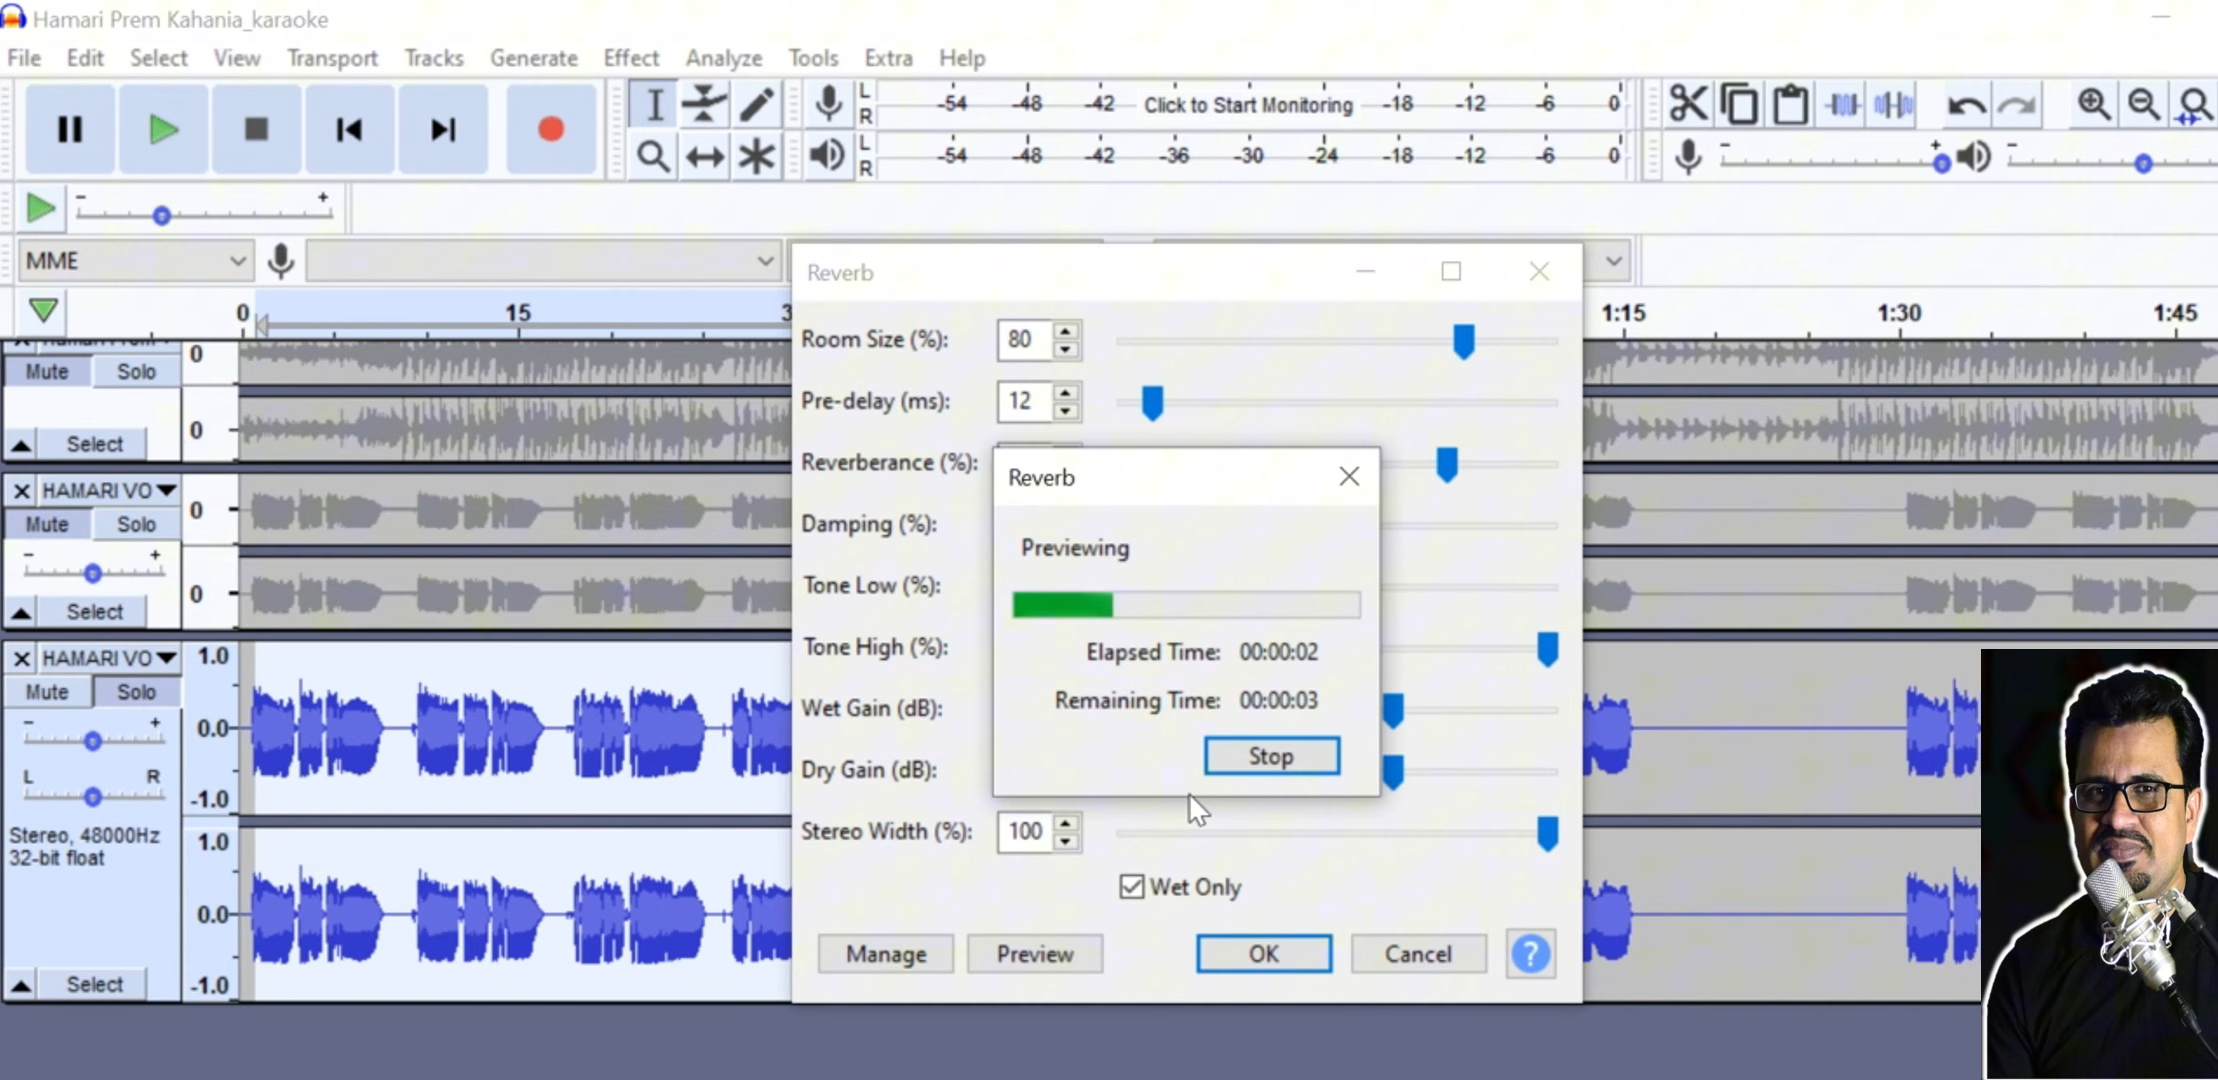 Hamari Prem Kahania_karaoke
File Edit Select View Transport Tracks Generate Effect Analyze Tools Extra Help
L
R
-54 -48 -42 Click to Start Monitoring -18 -12 -6 0
L
R
-54 -48 -42 -36 -30 -24 -18 -12 -6 0
- +
- +
-
MME
0 15 1:15 1:30 1:45
Mute Solo
Select
0
0
HAMARI VO
Mute Solo
- +
Select
0
0
HAMARI VO
Mute Solo
- +
L R
Stereo, 48000Hz
32-bit float
Select
1.0
0.0
-1.0
1.0
0.0
-1.0
Reverb
Room Size (%): 80
Pre-delay (ms): 12
Reverberance (%):
Damping (%):
Tone Low (%):
Tone High (%):
Wet Gain (dB):
Dry Gain (dB):
Stereo Width (%): 100
Wet Only
Manage Preview OK Cancel ?
Reverb
Previewing
Elapsed Time: 00:00:02
Remaining Time: 00:00:03
Stop